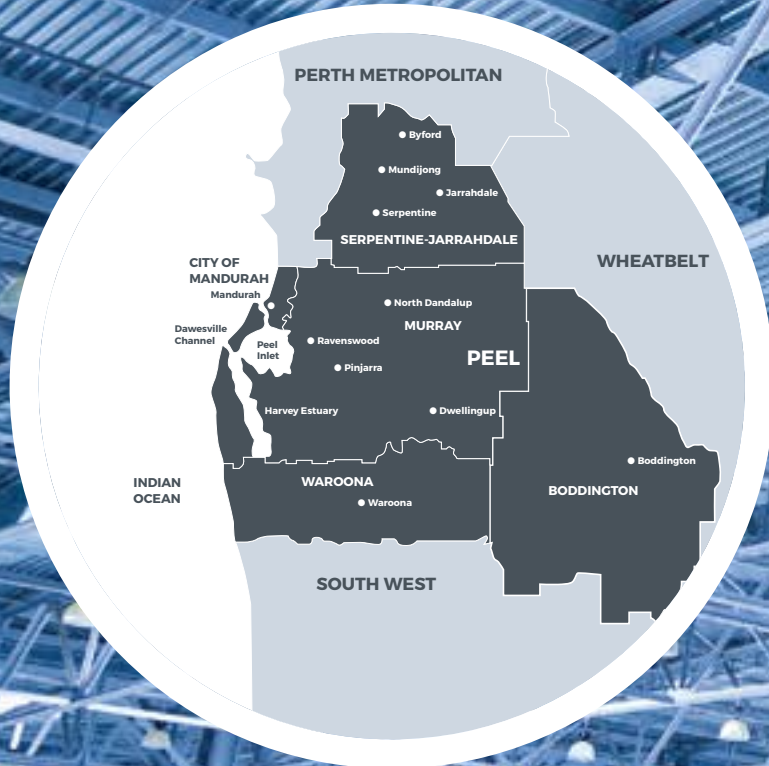 PERTH METROPOLITAN
Byford
Mundijong
Jarrahdale
Serpentine
SERPENTINE-JARRAHDALE
WHEATBELT
CITY OF
MANDURAH
Mandurah
North Dandalup
MURRAY
Dawesville
Channel
Peel
Inlet
Ravenswood
PEEL
Pinjarra
Harvey Estuary
Dwellingup
Boddington
BODDINGTON
WAROONA
Waroona
INDIAN
OCEAN
SOUTH WEST